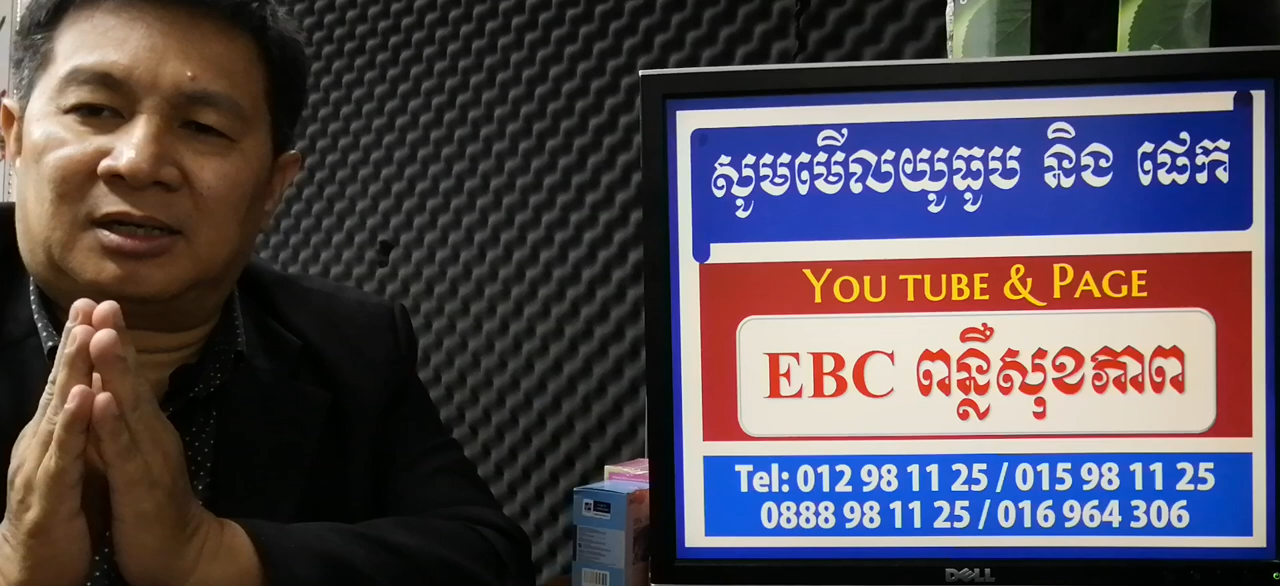 សូមមើលយូធូប និង ផេក
YOU TUBE & PAGE
EBC ពន្លឺសុខភាព
Tel: 012 98 11 25 / 015 98 11 25
0888 98 11 25 / 016 964 306
DELL